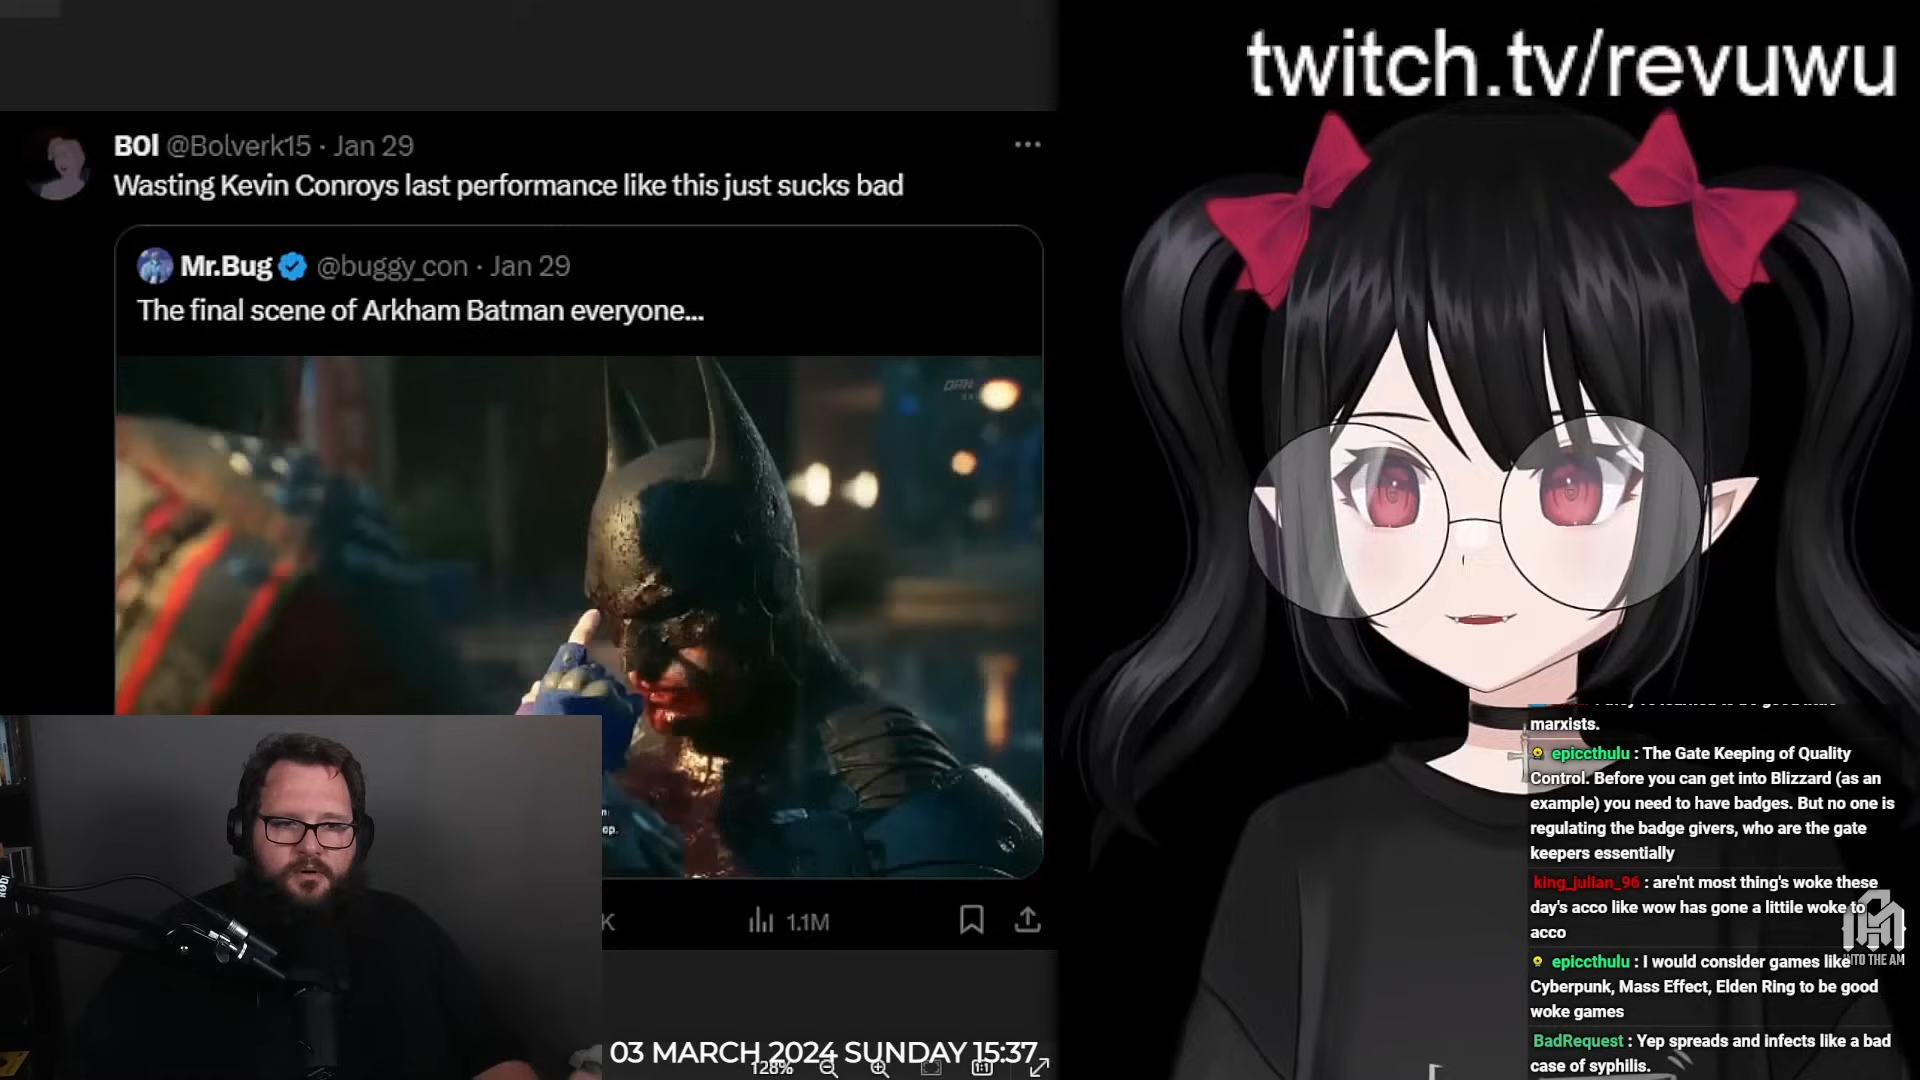 twitch.tv/revuwu
BOl @Bolverk15 · Jan 29
Wasting Kevin Conroys last performance like this just sucks bad
Mr.Bug @buggy_con · Jan 29
The final scene of Arkham Batman everyone...
op.
K
1.1M
03 MARCH 2024 SUNDAY 15:37
128%
marxists.
epiccthulu : The Gate Keeping of Quality
Control. Before you can get into Blizzard (as an
example) you need to have badges. But no one is
regulating the badge givers, who are the gate
keepers essentially
king_julian_96 : are'nt most thing's woke these
day's acco like wow has gone a littile woke to
acco
epiccthulu : I would consider games like
Cyberpunk, Mass Effect, Elden Ring to be good
woke games
BadRequest : Yep spreads and infects like a bad
case of syphilis.
INTO THE AM